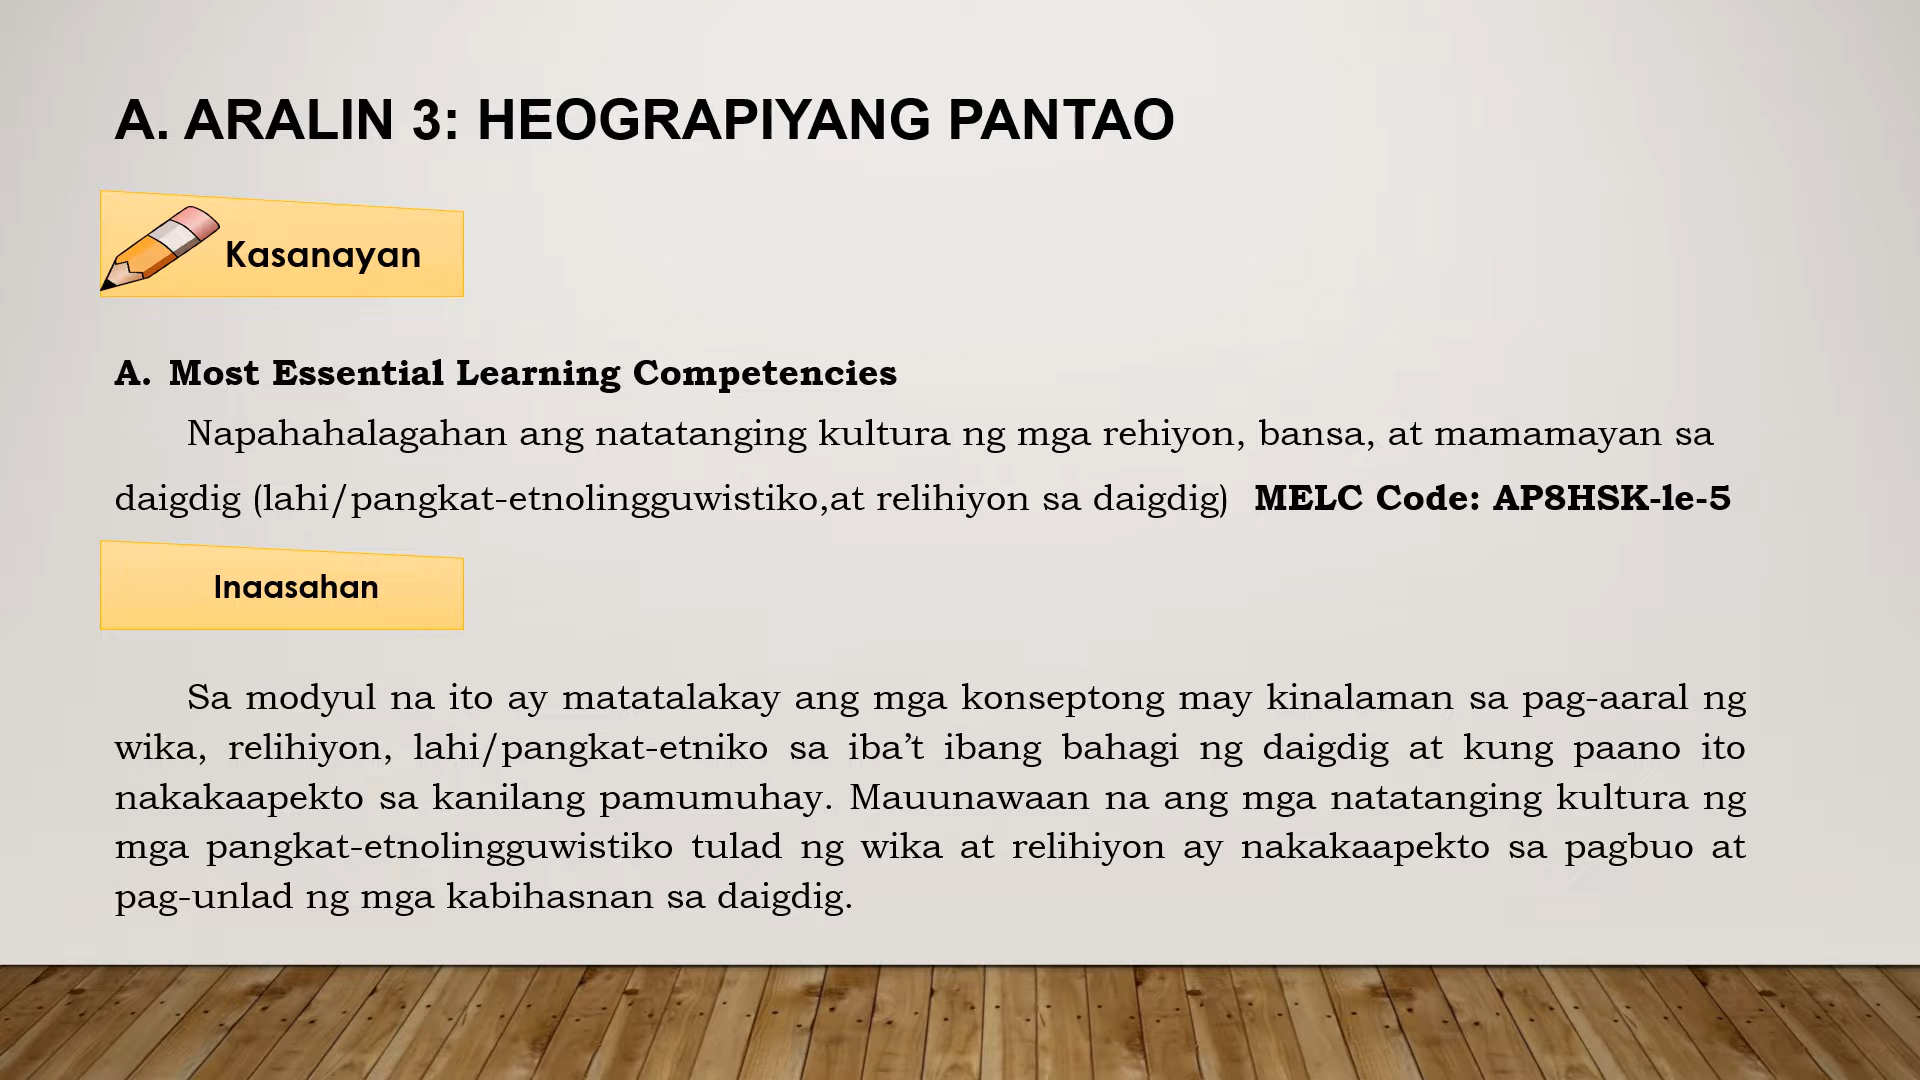 A. ARALIN 3: HEOGRAPIYANG PANTAO
Kasanayan
A. Most Essential Learning Competencies
Napahahalagahan ang natatanging kultura ng mga rehiyon, bansa, at mamamayan sa
daigdig (lahi/pangkat-etnolingguwistiko,at relihiyon sa daigdig) MELC Code: AP8HSK-le-5
Inaasahan
Sa modyul na ito ay matatalakay ang mga konseptong may kinalaman sa pag-aaral ng
wika, relihiyon, lahi/pangkat-etniko sa iba’t ibang bahagi ng daigdig at kung paano ito
nakakaapekto sa kanilang pamumuhay. Mauunawaan na ang mga natatanging kultura ng
mga pangkat-etnolingguwistiko tulad ng wika at relihiyon ay nakakaapekto sa pagbuo at
pag-unlad ng mga kabihasnan sa daigdig.